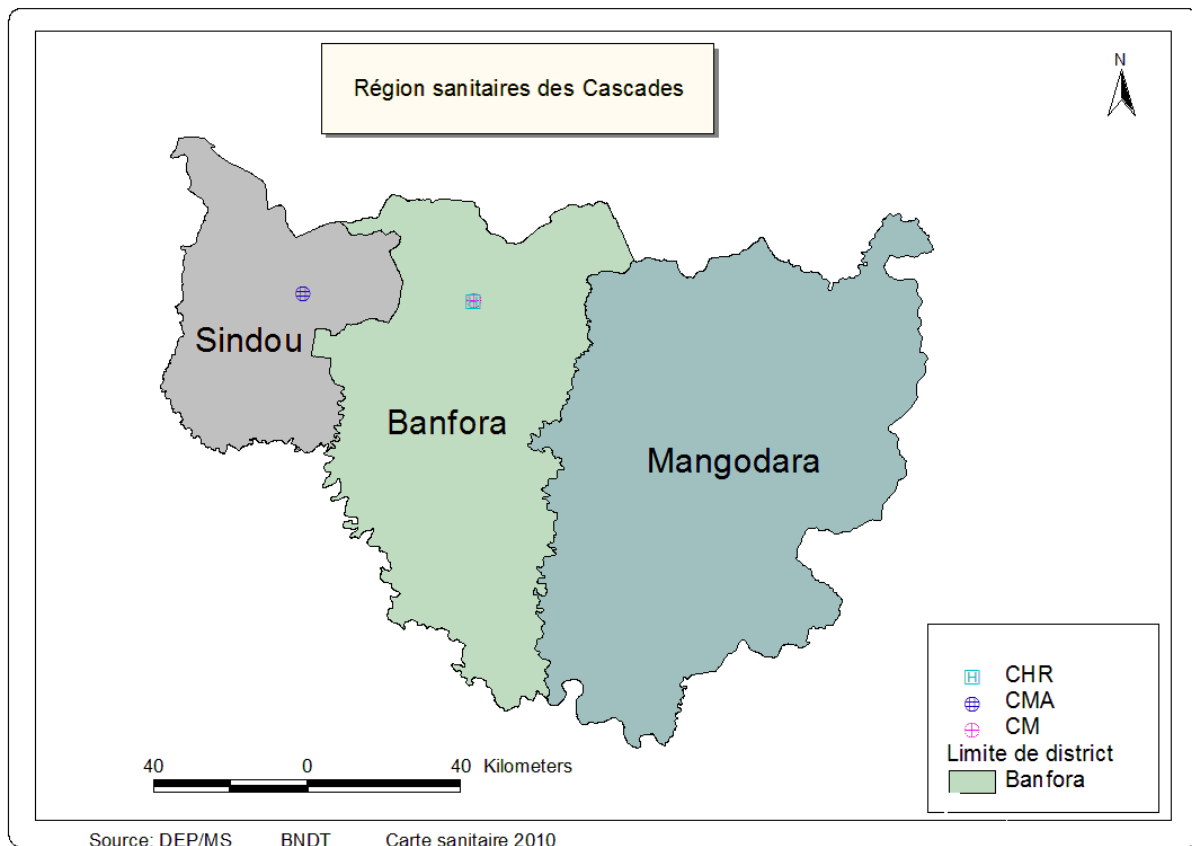 Région sanitaires des Cascades
N
Sindou
Banfora
Mangodara
CHR
CMA
CM
Limite de district
Banfora
40 0 40 Kilometers
Source: DEP/MS BNDT Carte sanitaire 2010